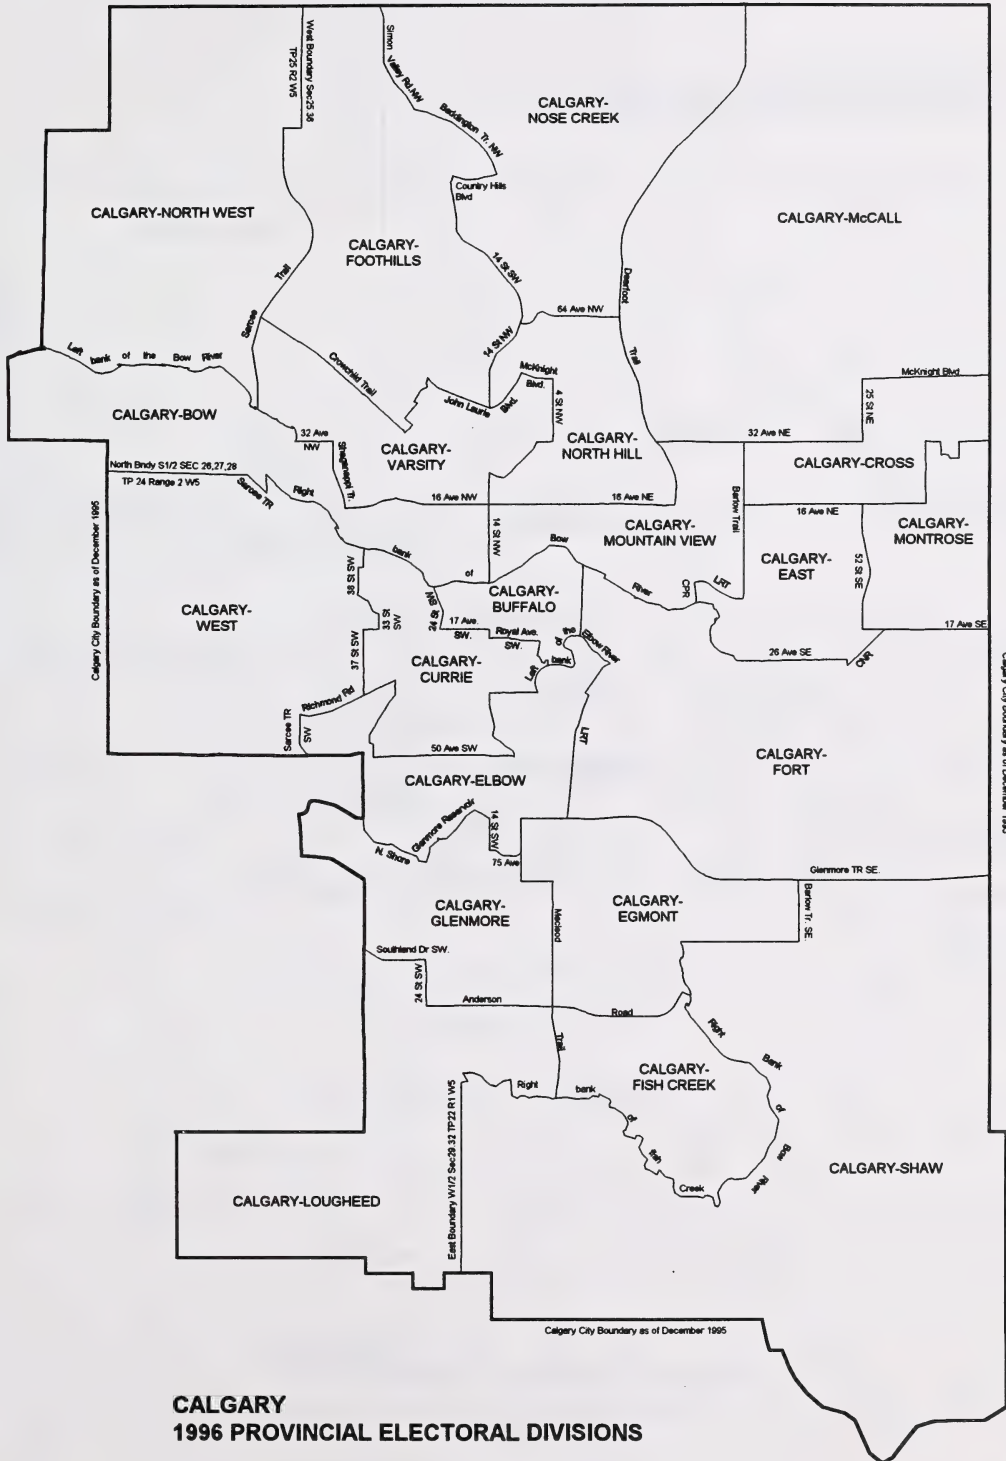 West Boundary Sec25 36
TP25 R2 W5
Simon
Valley Rd.NW
Beddington Tr. NW
CALGARY-
NOSE CREEK
Country Hills
Blvd
CALGARY-NORTH WEST
CALGARY-
FOOTHILLS
CALGARY-McCALL
14 St SW
Deerfoot
Trail
Sarcee
Trail
64 Ave NW
14 St NW
Left bank of the Bow River
Crowchild Trail
McKnight
Blvd.
John Laurie
Blvd.
4 St NW
McKnight Blvd.
25 St NE
CALGARY-BOW
32 Ave
NW
Shaganappi Tr.
CALGARY-
VARSITY
CALGARY-
NORTH HILL
32 Ave NE
CALGARY-CROSS
North Bndy S1/2 SEC 26,27,28
TP 24 Range 2 W5
Sarcee TR
Right
bank
of
Bow
River
16 Ave NW
16 Ave NE
Barlow Trail
16 Ave NE
14 St NW
CALGARY-
MOUNTAIN VIEW
CALGARY-
MONTROSE
CALGARY-
EAST
52 St SE
CPR
LRT
Calgary City Boundary as of December 1995
38 St SW
33 St
SW
37 St SW
CALGARY-
WEST
CALGARY-
BUFFALO
24 St
SW
17 Ave.
SW.
Royal Ave.
SW.
Left
bank
of
the
Elbow River
17 Ave SE
26 Ave SE
CNR
CALGARY-
CURRIE
Richmond Rd
Sarcee TR
SW
LRT
Calgary City Boundary as of December 1995
50 Ave SW
CALGARY-
FORT
CALGARY-ELBOW
N. Shore
Glenmore Reservoir
14 St SW
75 Ave
Glenmore TR SE.
Barlow Tr. SE.
CALGARY-
GLENMORE
CALGARY-
EGMONT
Macleod
Trail
Southland Dr SW.
24 St SW
Anderson
Road
Right
Bank
of
Bow
River
CALGARY-
FISH CREEK
Right
bank
of
fish
Creek
East Boundary W1/2 Sec29.32 TP22 R1 W5
CALGARY-SHAW
CALGARY-LOUGHEED
Calgary City Boundary as of December 1995
CALGARY
1996 PROVINCIAL ELECTORAL DIVISIONS